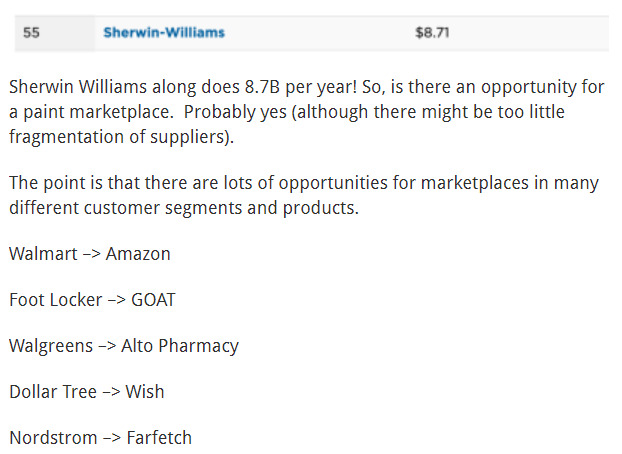 55 Sherwin-Williams $8.71
Sherwin Williams along does 8.7B per year! So, is there an opportunity for
a paint marketplace.  Probably yes (although there might be too little
fragmentation of suppliers).
The point is that there are lots of opportunities for marketplaces in many
different customer segments and products.
Walmart –> Amazon
Foot Locker –> GOAT
Walgreens –> Alto Pharmacy
Dollar Tree –> Wish
Nordstrom –> Farfetch